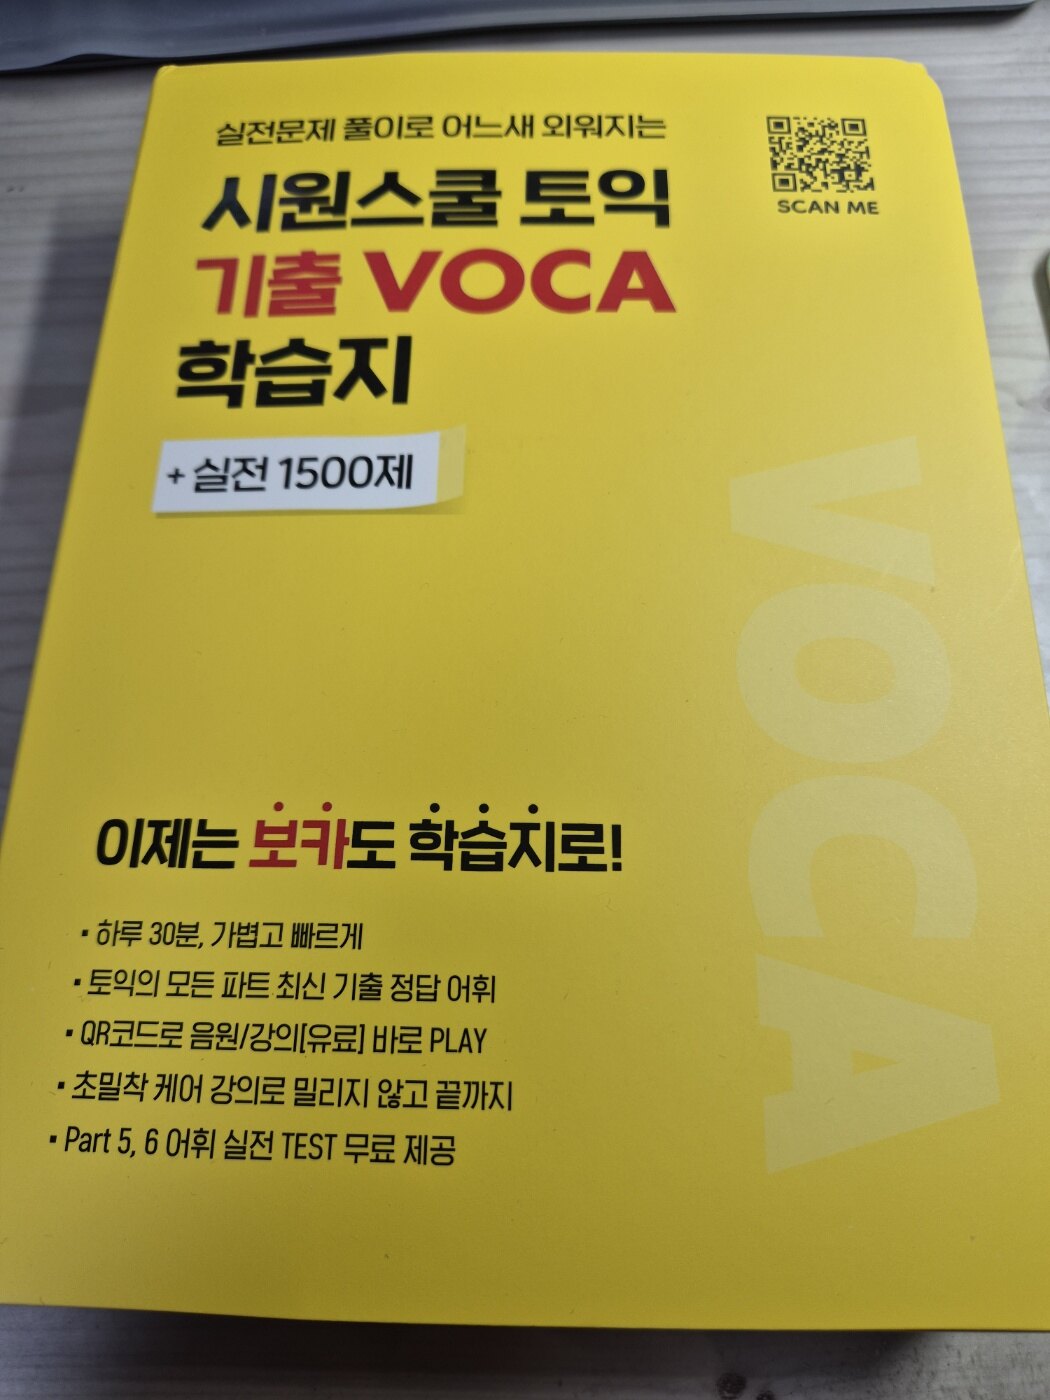 실전문제 풀이로 어느새 외워지는
SCAN ME
시원스쿨 토익
기출 VOCA
학습지
+ 실전 1500제
VOCA
이제는 보카도 학습지로!
· 하루 30분, 가볍고 빠르게
· 토익의 모든 파트 최신 기출 정답 어휘
· QR코드로 음원/강의[유료] 바로 PLAY
· 초밀착 케어 강의로 밀리지 않고 끝까지
· Part 5, 6 어휘 실전 TEST 무료 제공